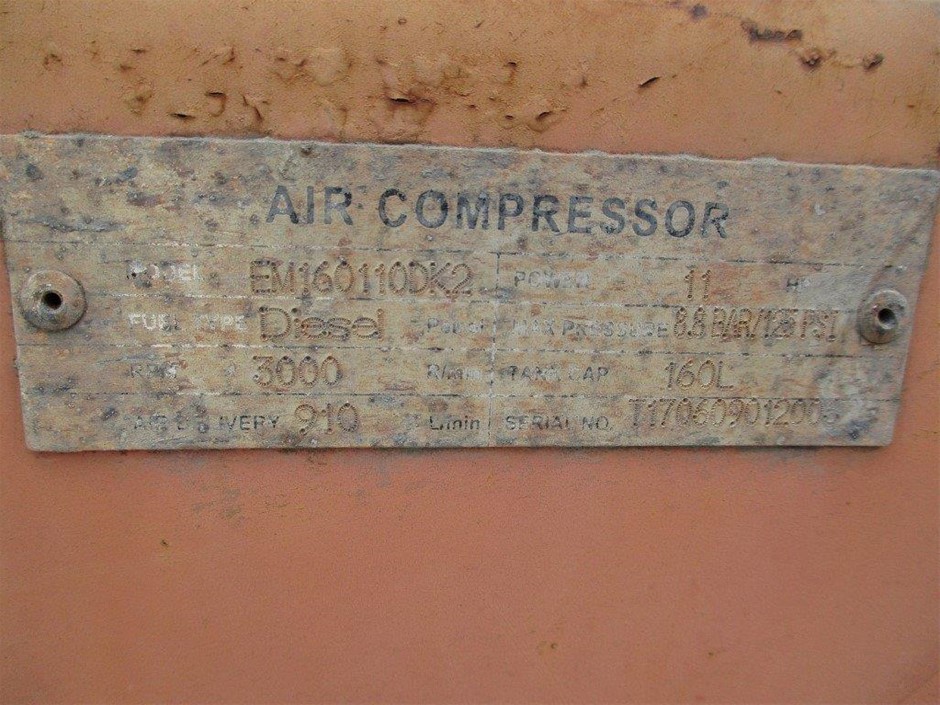 AIR COMPRESSOR
MODEL EM160110DK2 POWER 11 HP
FUEL TYPE Diesel MAX PRESSURE 8.8 BAR/125 PSI
RPM 3000 R/min TANK CAP 160L
AIR DELIVERY 910 L/min SERIAL NO.